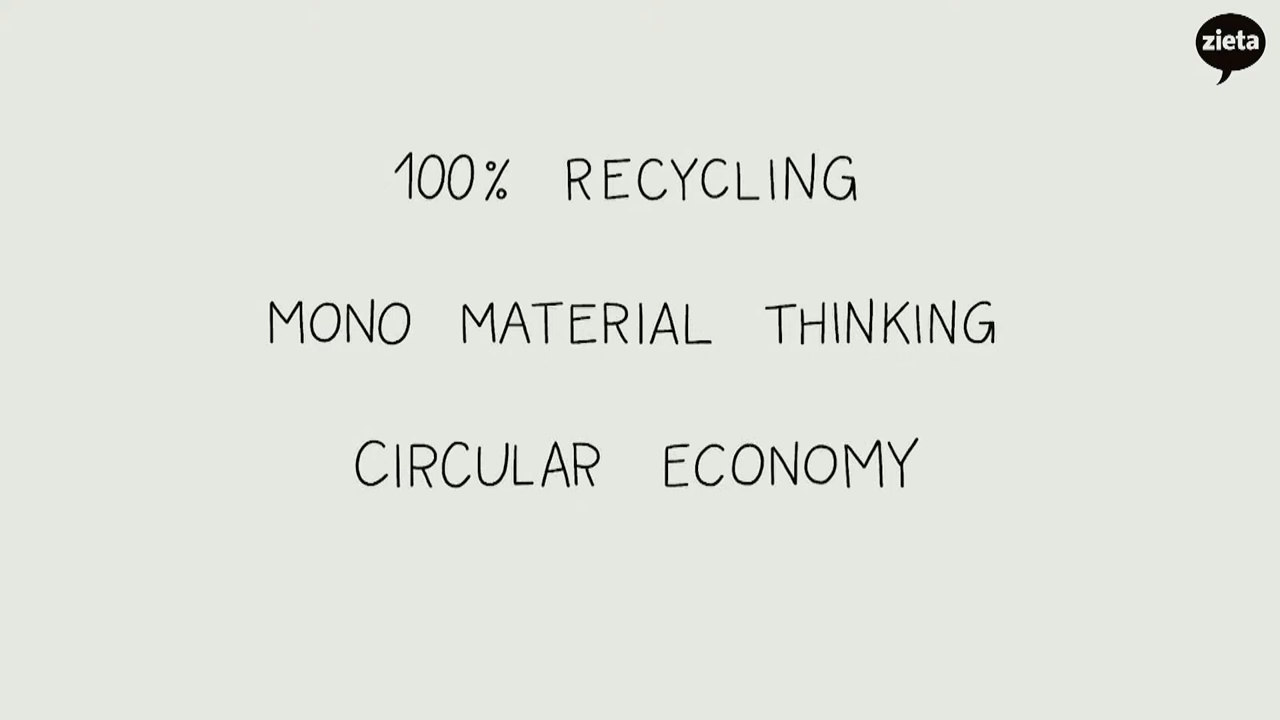 zieta
100% RECYCLING
MONO MATERIAL THINKING
CIRCULAR ECONOMY